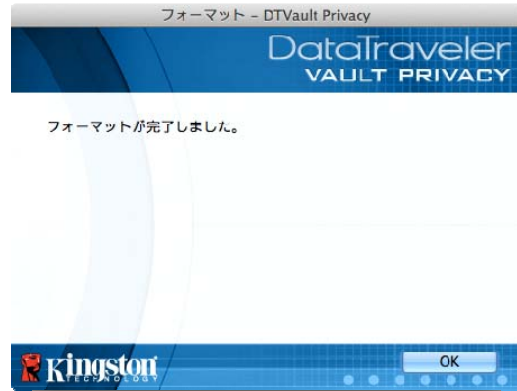 フォーマット – DTVault Privacy
DataTraveler
VAULT PRIVACY
フォーマットが完了しました。
Kingston
TECHNOLOGY
OK